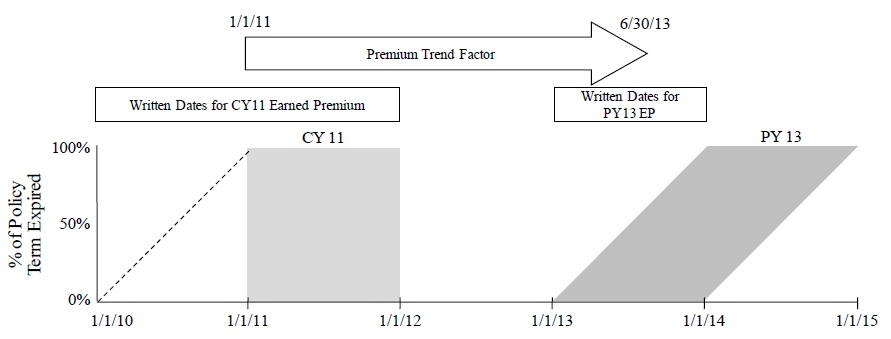 1/1/11
6/30/13
Premium Trend Factor
Written Dates for CY11 Earned Premium
Written Dates for
PY13 EP
CY 11
PY 13
100%
50%
0%
% of Policy
Term Expired
1/1/10
1/1/11
1/1/12
1/1/13
1/1/14
1/1/15